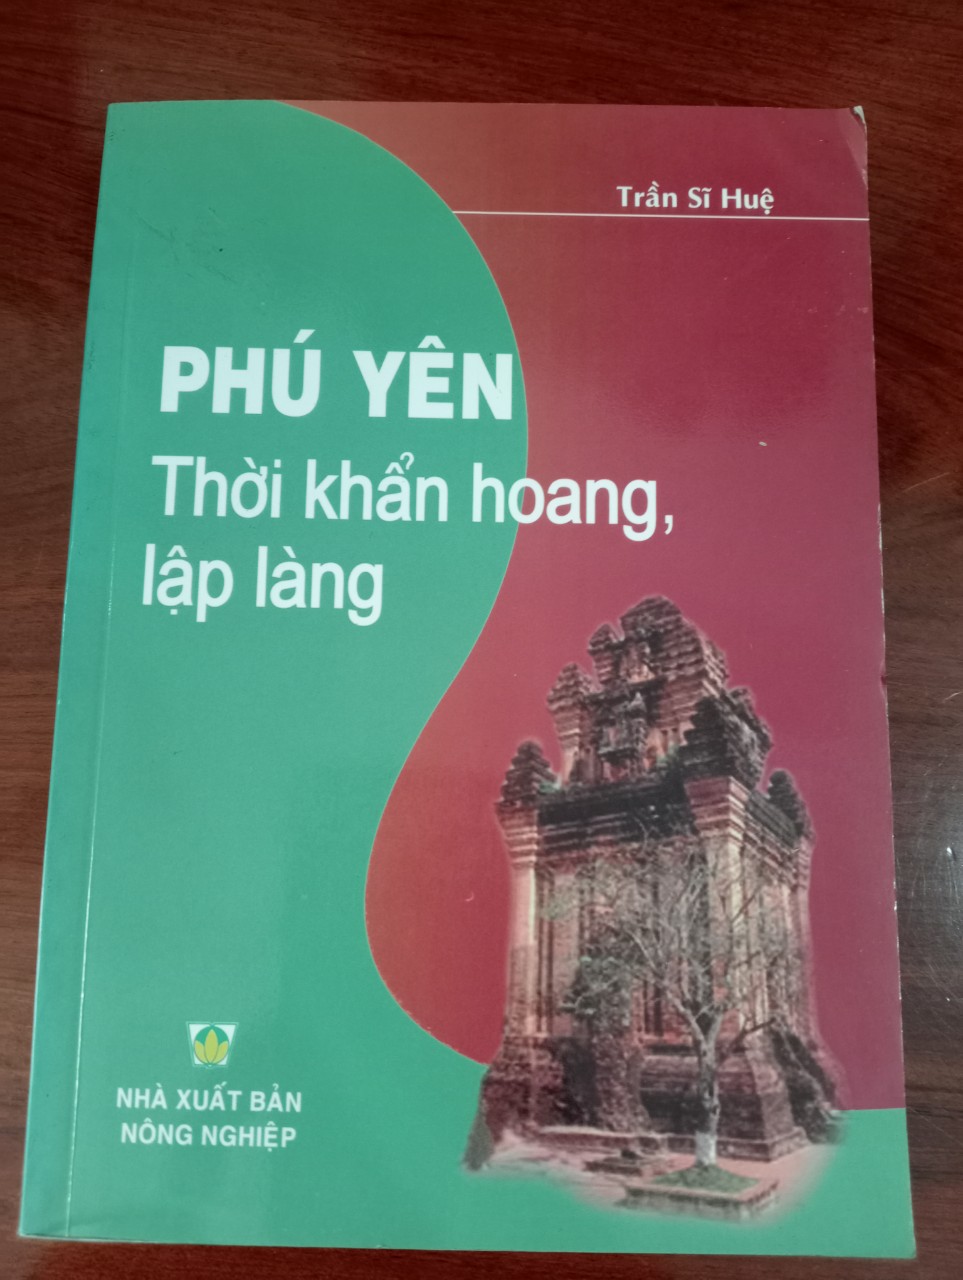 Trần Sĩ Huệ
PHÚ YÊN
Thời khẩn hoang,
lập làng
NHÀ XUẤT BẢN
NÔNG NGHIỆP